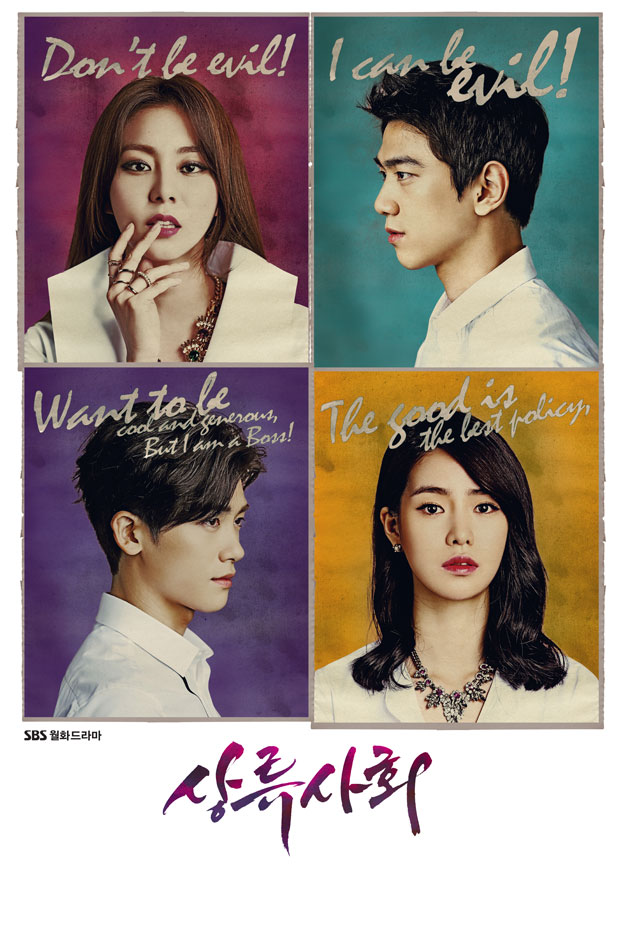 Don't be evil!
I can be
evil!
Want to be
cool and generous,
But I am a Boss!
The good is
the best policy,
SBS 월화드라마
상류사회